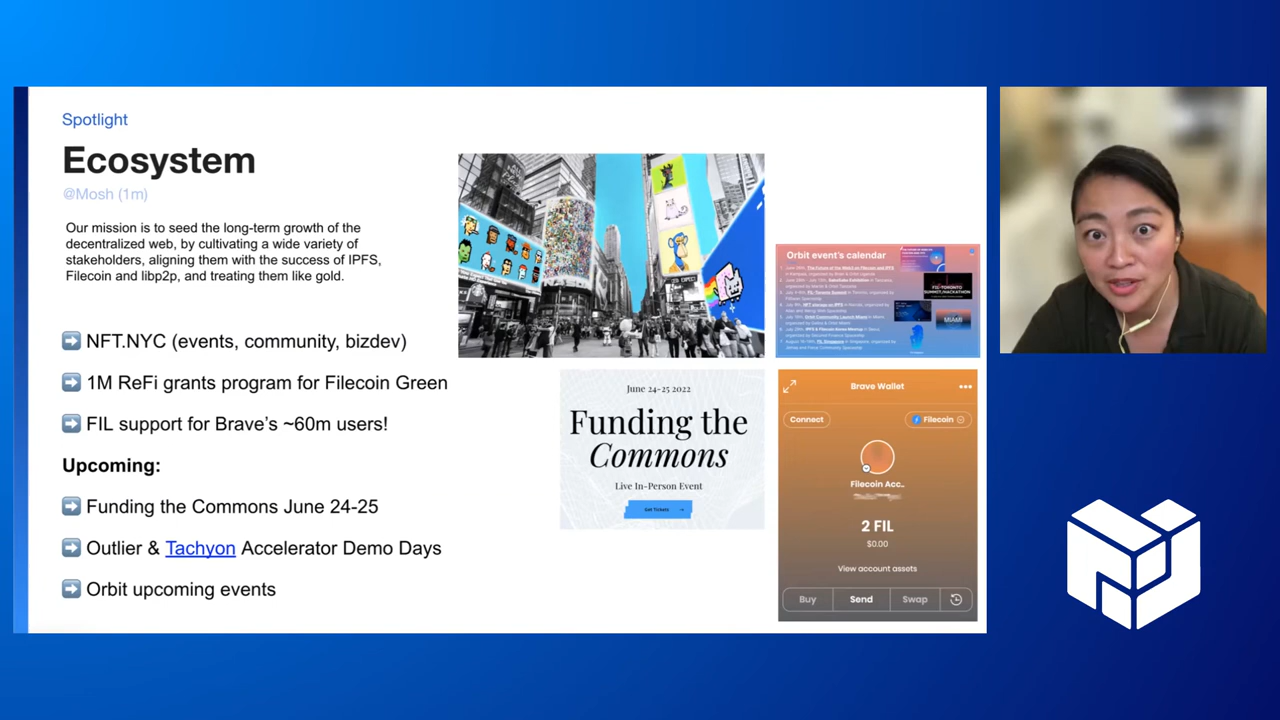 Spotlight
Ecosystem
@Mosh (1m)
Our mission is to seed the long-term growth of the
decentralized web, by cultivating a wide variety of
stakeholders, aligning them with the success of IPFS,
Filecoin and libp2p, and treating them like gold.
➡️ NFT.NYC (events, community, bizdev)
➡️ 1M ReFi grants program for Filecoin Green
➡️ FIL support for Brave's ~60m users!
Upcoming:
➡️ Funding the Commons June 24-25
➡️ Outlier & Tachyon Accelerator Demo Days
➡️ Orbit upcoming events
Orbit event's calendar
FIL-TORONTO
SUMMIT/HACKATHON
MIAMI
June 24-25 2022
Funding the
Commons
Live In-Person Event
Get Tickets →
Brave Wallet
Connect
Filecoin
Filecoin Acc..
2 FIL
$0.00
View account assets
Buy
Send
Swap